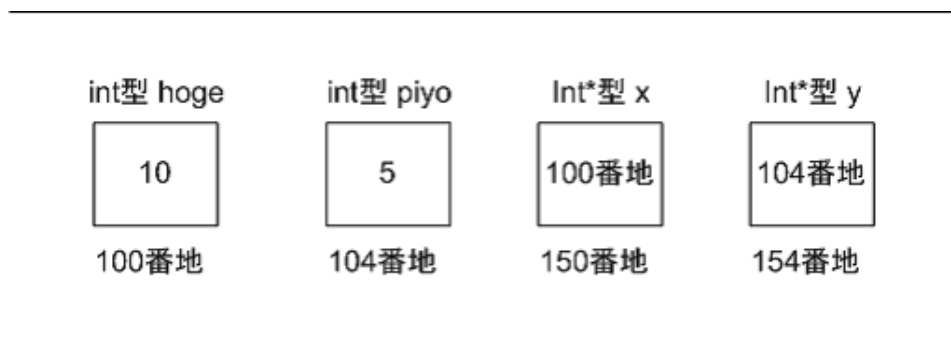 int型 hoge int型 piyo Int*型 x Int*型 y
10 5 100番地 104番地
100番地 104番地 150番地 154番地